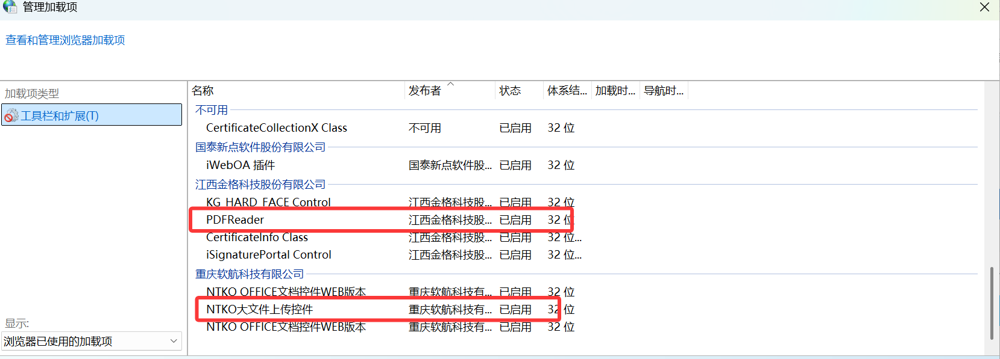 管理加载项
查看和管理浏览器加载项
加载项类型
工具栏和扩展(T)
显示:
浏览器已使用的加载项
名称 发布者 状态 体系结... 加载时... 导航时...
不可用
CertificateCollectionX Class 不可用 已启用 32 位
国泰新点软件股份有限公司
iWebOA 插件 国泰新点软件股... 已启用 32 位
江西金格科技股份有限公司
KG_HARD_FACE Control 江西金格科技股... 已启用 32 位
PDFReader 江西金格科技股... 已启用 32 位
CertificateInfo Class 江西金格科技股... 已启用 32 位...
iSignaturePortal Control 江西金格科技股... 已启用 32 位...
重庆软航科技有限公司
NTKO OFFICE文档控件WEB版本 重庆软航科技有... 已启用 32 位
NTKO大文件上传控件 重庆软航科技有... 已启用 32 位
NTKO OFFICE文档控件WEB版本 重庆软航科技有... 已启用 32 位